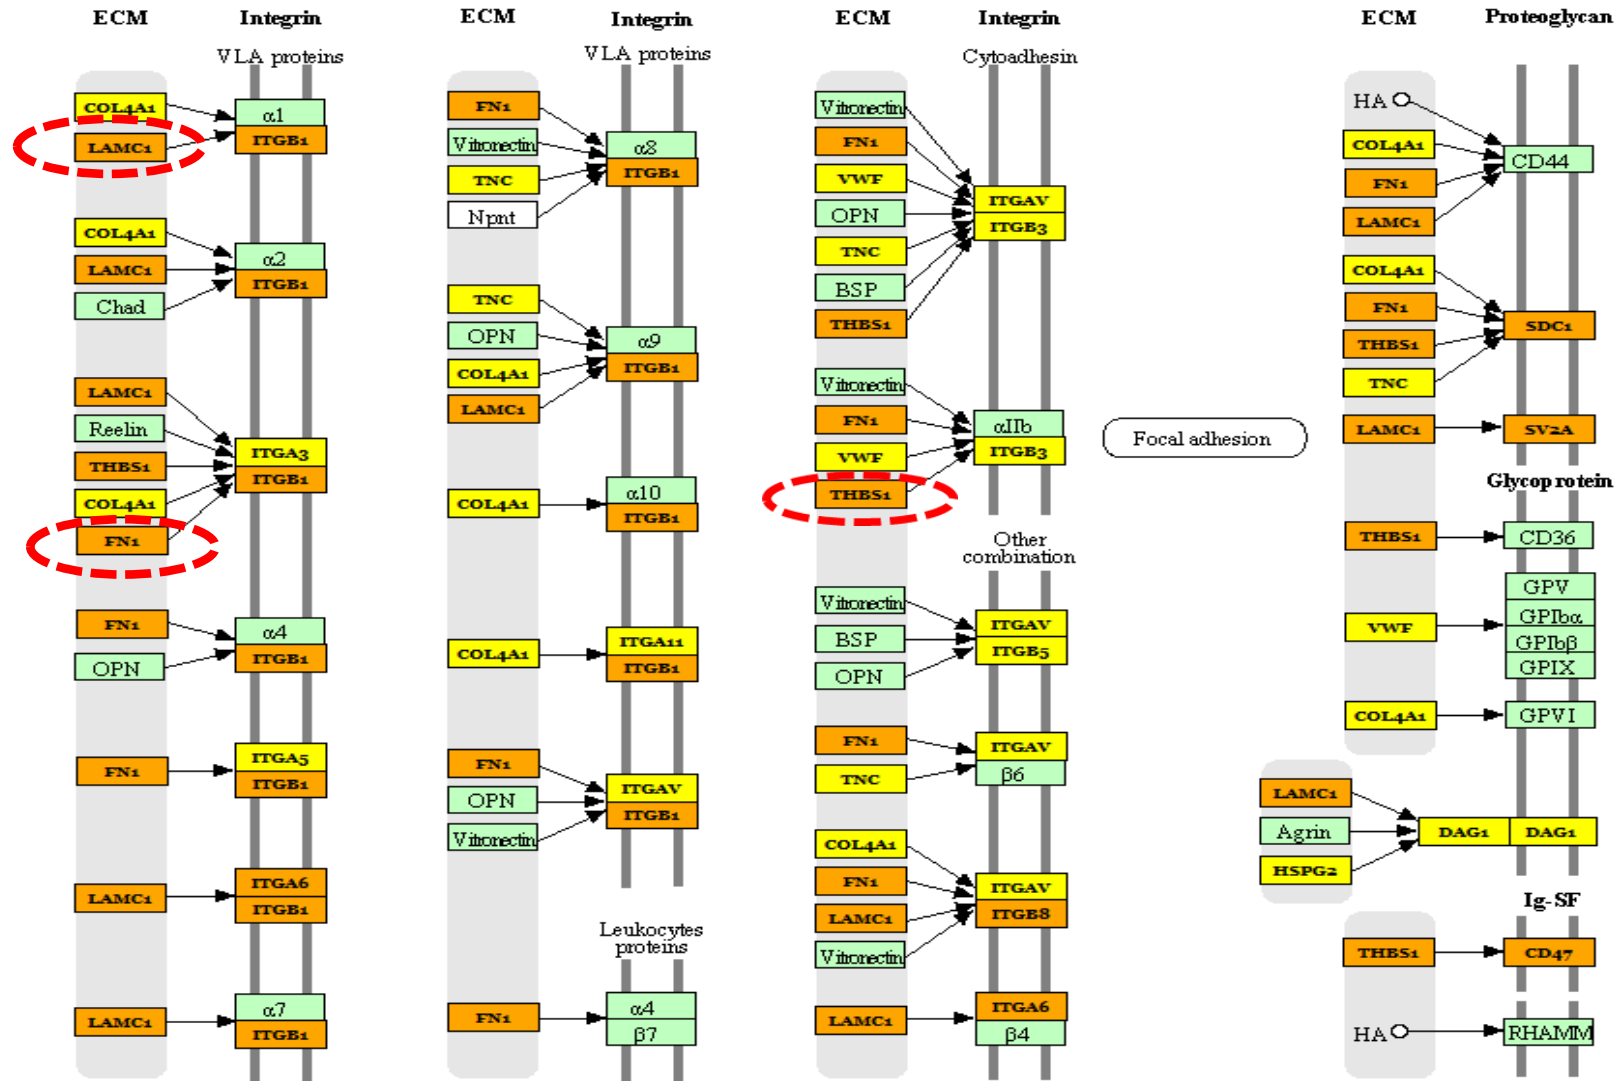 ECM Integrin
VLA proteins
COL4A1
LAMC1
α1
ITGB1
COL4A1
LAMC1
Chad
α2
ITGB1
LAMC1
Reelin
THBS1
COL4A1
FN1
ITGA3
ITGB1
FN1
OPN
α4
ITGB1
FN1
ITGA5
ITGB1
LAMC1
ITGA6
ITGB1
LAMC1
α7
ITGB1
ECM Integrin
VLA proteins
FN1
Vitronectin
TNC
Npnt
α8
ITGB1
TNC
OPN
COL4A1
LAMC1
α9
ITGB1
COL4A1
α10
ITGB1
COL4A1
ITGA11
ITGB1
FN1
OPN
Vitronectin
ITGAV
ITGB1
Leukocytes
proteins
FN1
α4
β7
ECM Integrin
Cytoadhesin
Vitronectin
FN1
VWF
OPN
TNC
BSP
THBS1
ITGAV
ITGB3
Vitronectin
FN1
VWF
THBS1
αIIb
ITGB3
Other
combination
Vitronectin
BSP
OPN
ITGAV
ITGB5
FN1
TNC
ITGAV
β6
COL4A1
FN1
LAMC1
Vitronectin
ITGAV
ITGB8
LAMC1
ITGA6
β4
Focal adhesion
ECM Proteoglycan
HA
COL4A1
FN1
LAMC1
CD44
COL4A1
FN1
THBS1
TNC
SDC1
LAMC1
SV2A
Glycoprotein
THBS1
CD36
VWF
GPV
GPIbα
GPIbβ
GPIX
COL4A1
GPVI
LAMC1
Agrin
HSPG2
DAG1 DAG1
Ig-SF
THBS1
CD47
HA
RHAMM